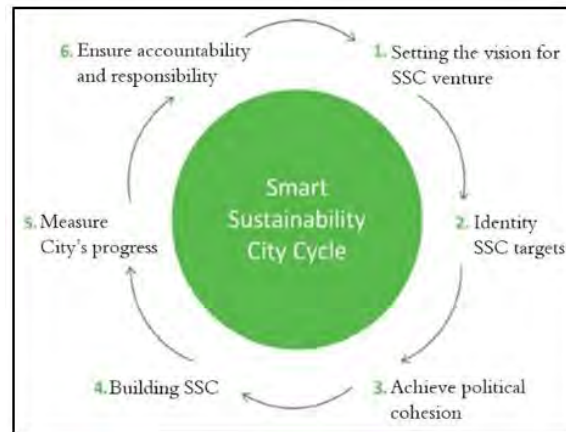 Smart
Sustainability
City Cycle
1. Setting the vision for
SSC venture
2. Identity
SSC targets
3. Achieve political
cohesion
4. Building SSC
5. Measure
City's progress
6. Ensure accountability
and responsibility